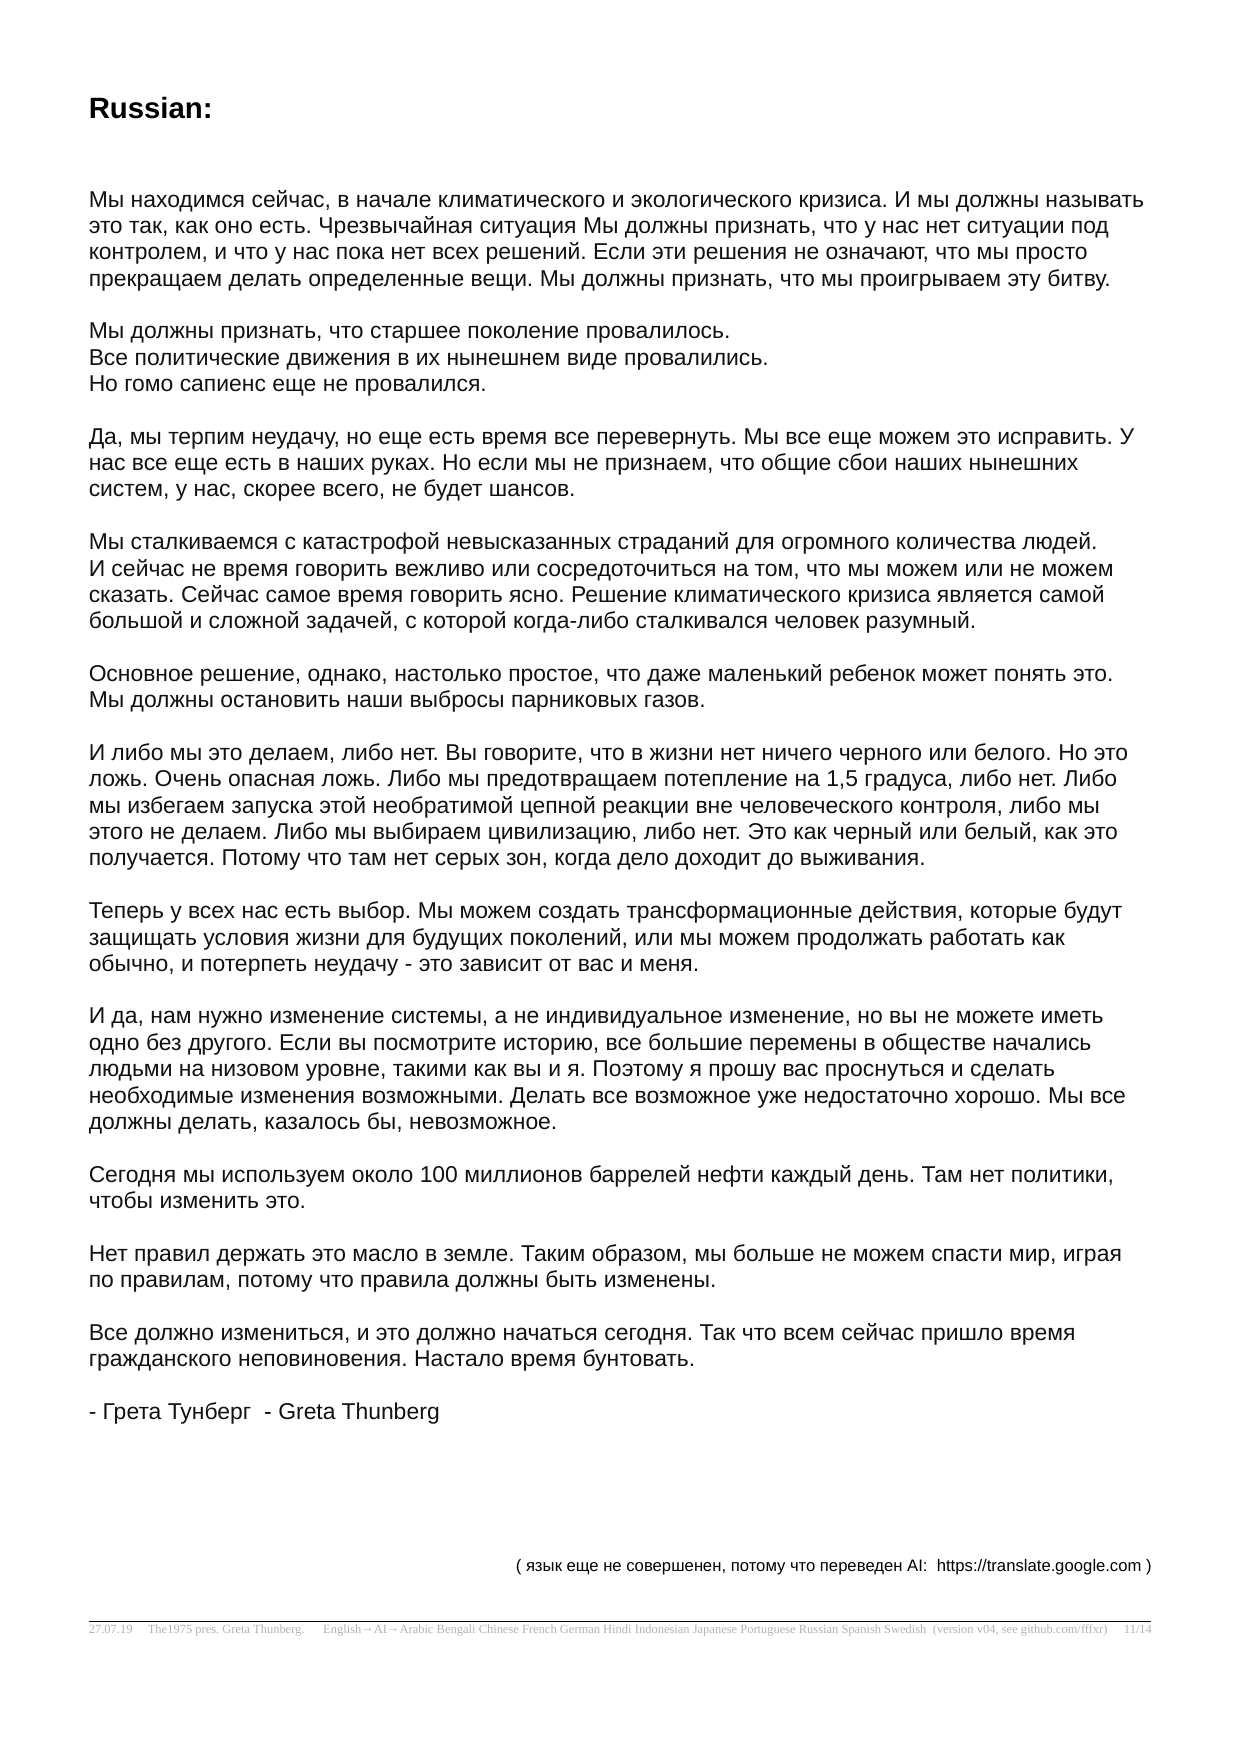 Russian:
Мы находимся сейчас, в начале климатического и экологического кризиса. И мы должны называть
это так, как оно есть. Чрезвычайная ситуация Мы должны признать, что у нас нет ситуации под
контролем, и что у нас пока нет всех решений. Если эти решения не означают, что мы просто
прекращаем делать определенные вещи. Мы должны признать, что мы проигрываем эту битву.
Мы должны признать, что старшее поколение провалилось.
Все политические движения в их нынешнем виде провалились.
Но гомо сапиенс еще не провалился.
Да, мы терпим неудачу, но еще есть время все перевернуть. Мы все еще можем это исправить. У
нас все еще есть в наших руках. Но если мы не признаем, что общие сбои наших нынешних
систем, у нас, скорее всего, не будет шансов.
Мы сталкиваемся с катастрофой невысказанных страданий для огромного количества людей.
И сейчас не время говорить вежливо или сосредоточиться на том, что мы можем или не можем
сказать. Сейчас самое время говорить ясно. Решение климатического кризиса является самой
большой и сложной задачей, с которой когда-либо сталкивался человек разумный.
Основное решение, однако, настолько простое, что даже маленький ребенок может понять это.
Мы должны остановить наши выбросы парниковых газов.
И либо мы это делаем, либо нет. Вы говорите, что в жизни нет ничего черного или белого. Но это
ложь. Очень опасная ложь. Либо мы предотвращаем потепление на 1,5 градуса, либо нет. Либо
мы избегаем запуска этой необратимой цепной реакции вне человеческого контроля, либо мы
этого не делаем. Либо мы выбираем цивилизацию, либо нет. Это как черный или белый, как это
получается. Потому что там нет серых зон, когда дело доходит до выживания.
Теперь у всех нас есть выбор. Мы можем создать трансформационные действия, которые будут
защищать условия жизни для будущих поколений, или мы можем продолжать работать как
обычно, и потерпеть неудачу - это зависит от вас и меня.
И да, нам нужно изменение системы, а не индивидуальное изменение, но вы не можете иметь
одно без другого. Если вы посмотрите историю, все большие перемены в обществе начались
людьми на низовом уровне, такими как вы и я. Поэтому я прошу вас проснуться и сделать
необходимые изменения возможными. Делать все возможное уже недостаточно хорошо. Мы все
должны делать, казалось бы, невозможное.
Сегодня мы используем около 100 миллионов баррелей нефти каждый день. Там нет политики,
чтобы изменить это.
Нет правил держать это масло в земле. Таким образом, мы больше не можем спасти мир, играя
по правилам, потому что правила должны быть изменены.
Все должно измениться, и это должно начаться сегодня. Так что всем сейчас пришло время
гражданского неповиновения. Настало время бунтовать.
- Грета Тунберг  - Greta Thunberg
( язык еще не совершенен, потому что переведен AI:  https://translate.google.com )
27.07.19 The1975 pres. Greta Thunberg. English→AI→Arabic Bengali Chinese French German Hindi Indonesian Japanese Portuguese Russian Spanish Swedish (version v04, see github.com/fffxr) 11/14